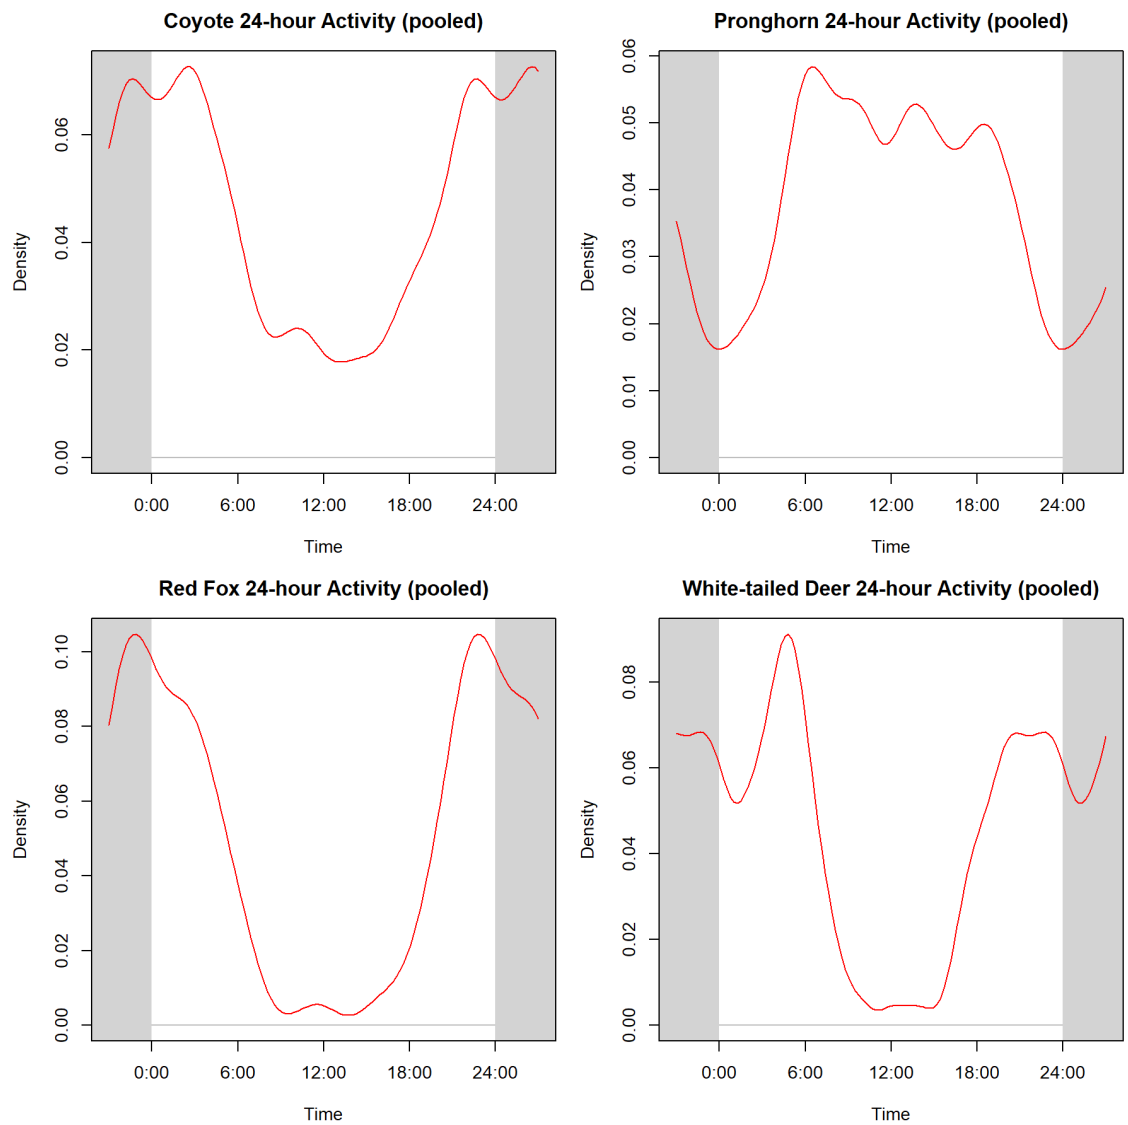 Coyote 24-hour Activity (pooled)
Density
0.00
0.02
0.04
0.06
0:00 6:00 12:00 18:00 24:00
Time
Pronghorn 24-hour Activity (pooled)
Density
0.00
0.01
0.02
0.03
0.04
0.05
0.06
0:00 6:00 12:00 18:00 24:00
Time
Red Fox 24-hour Activity (pooled)
Density
0.00
0.02
0.04
0.06
0.08
0.10
0:00 6:00 12:00 18:00 24:00
Time
White-tailed Deer 24-hour Activity (pooled)
Density
0.00
0.02
0.04
0.06
0.08
0:00 6:00 12:00 18:00 24:00
Time